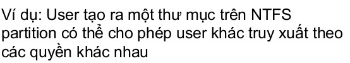 Ví dụ: User tạo ra một thư mục trên NTFS
partition có thể cho phép user khác truy xuất theo
các quyền khác nhau